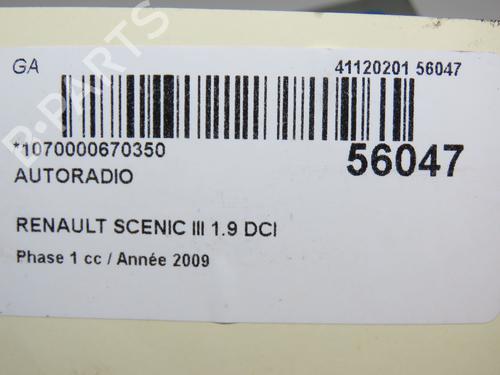 GA
41120201 56047
*1070000670350
56047
AUTORADIO
RENAULT SCENIC III 1.9 DCI
Phase 1 cc / Année 2009
B-PARTS